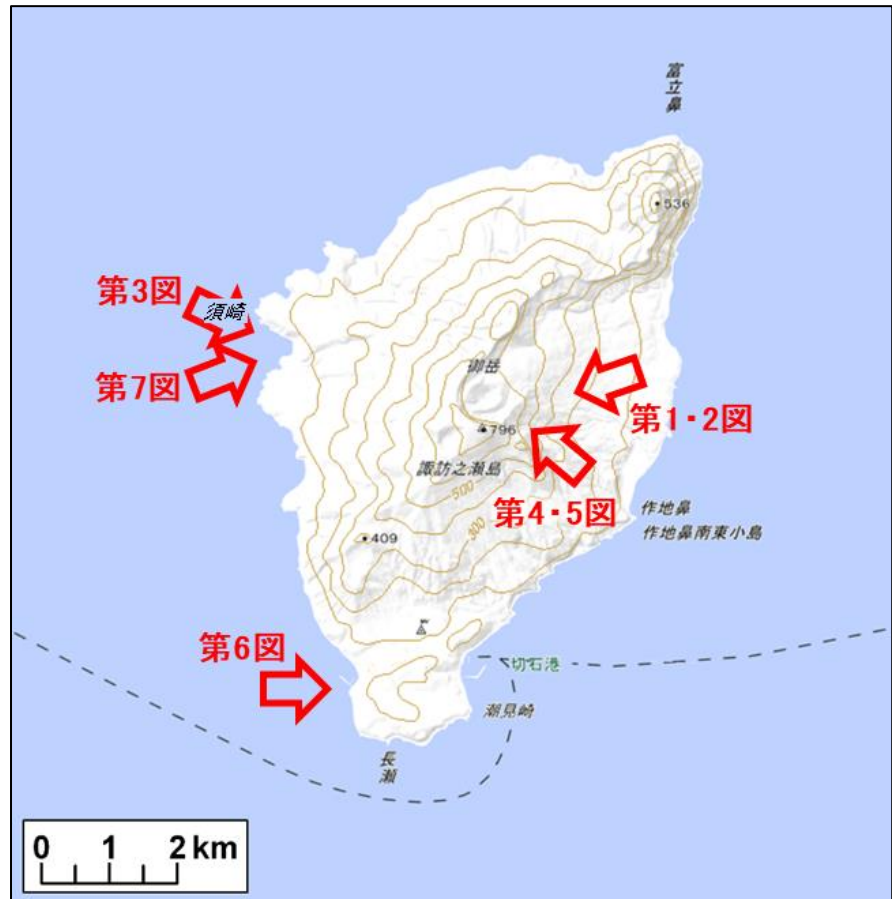 富立鼻
536
第3図
須崎
第7図
御岳
第1・2図
796
諏訪之瀬島
500
第4・5図
300
作地鼻
作地鼻南東小島
409
第6図
切石港
潮見崎
長瀬
0 1 2km